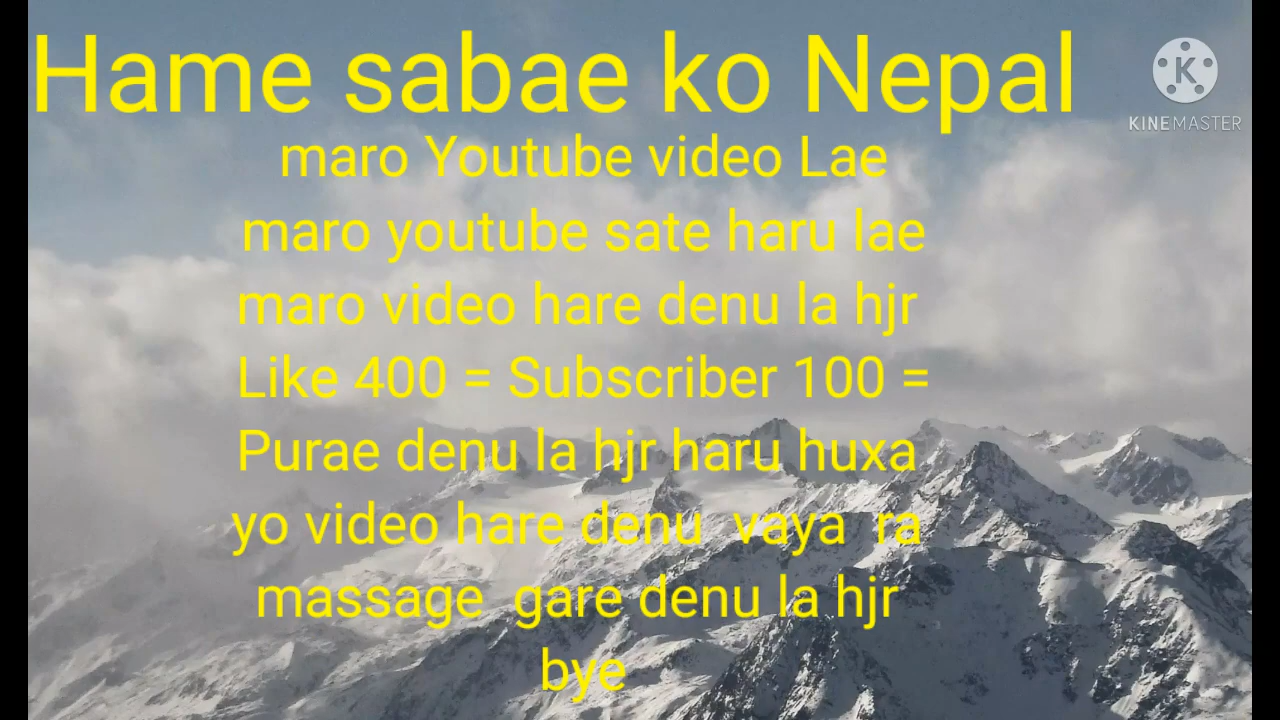 Hame sabae ko Nepal
KINEMASTER
maro Youtube video Lae
maro youtube sate haru lae
maro video hare denu la hjr
Like 400 = Subscriber 100 =
Purae denu la hjr haru huxa
yo video hare denu vaya ra
massage gare denu la hjr
bye